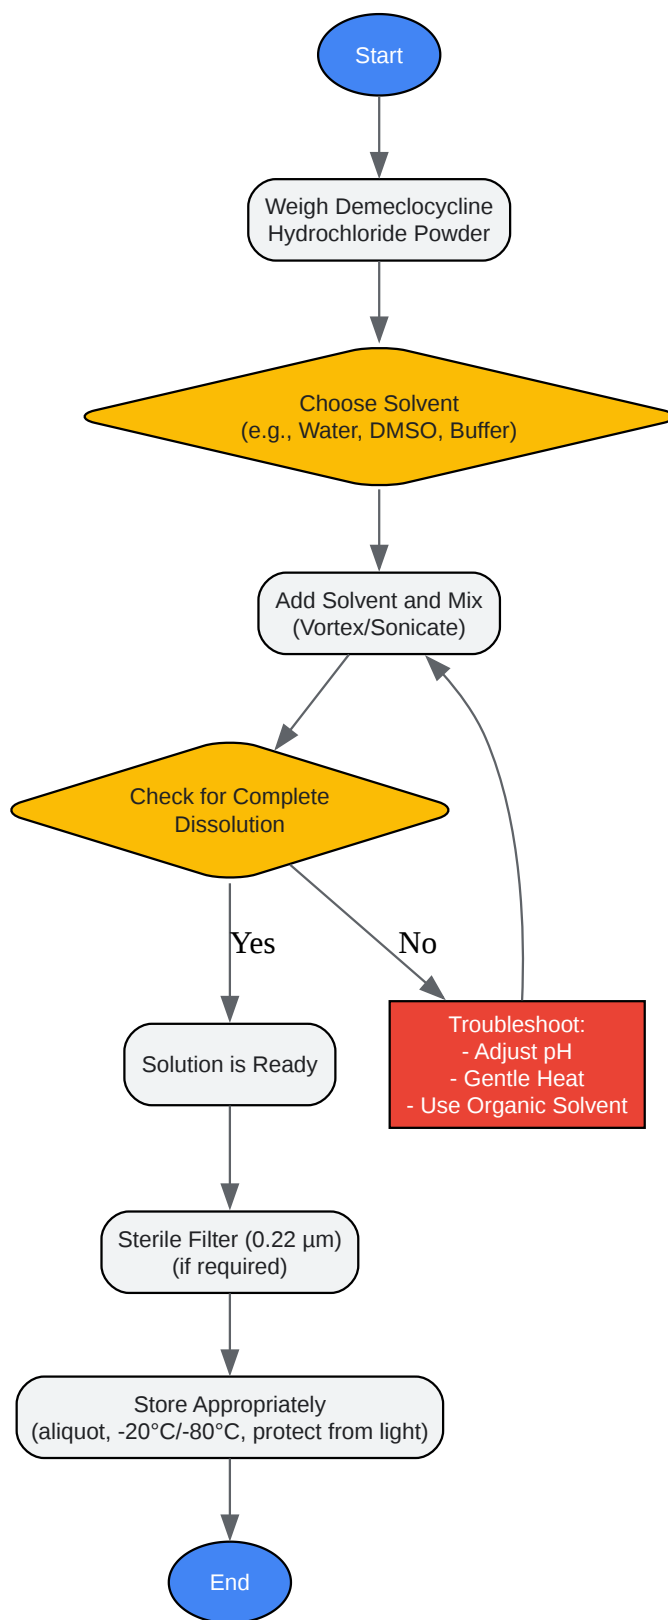 Start
Weigh Demeclocycline
Hydrochloride Powder
Choose Solvent
(e.g., Water, DMSO, Buffer)
Add Solvent and Mix
(Vortex/Sonicate)
Check for Complete
Dissolution
Yes
No
Solution is Ready
Troubleshoot:
- Adjust pH
- Gentle Heat
- Use Organic Solvent
Sterile Filter (0.22 µm)
(if required)
Store Appropriately
(aliquot, -20°C/-80°C, protect from light)
End